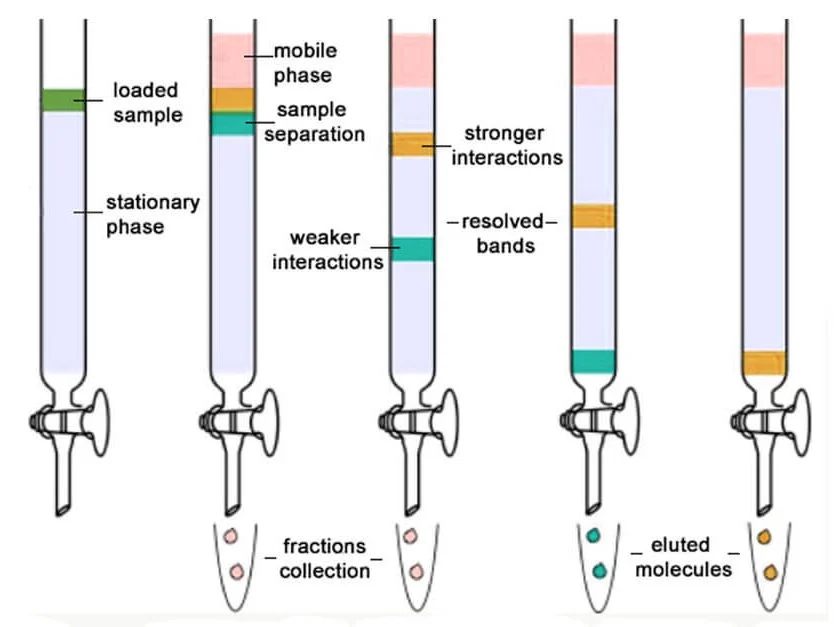 loaded
sample
stationary
phase
mobile
phase
sample
separation
stronger
interactions
weaker
interactions
resolved
bands
fractions
collection
eluted
molecules